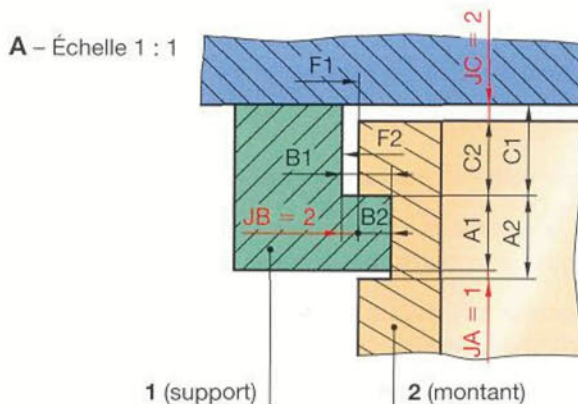 A – Échelle 1 : 1
F1
JC = 2
F2
B1
C2
C1
JB = 2
B2
A1
A2
JA = 1
1 (support)
2 (montant)